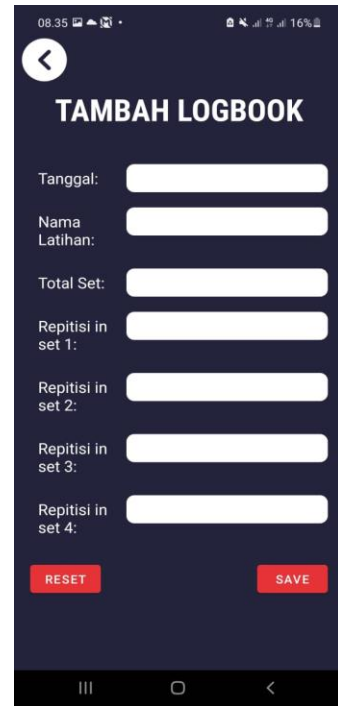 08.35
16%
TAMBAH LOGBOOK
Tanggal:
Nama
Latihan:
Total Set:
Repitisi in
set 1:
Repitisi in
set 2:
Repitisi in
set 3:
Repitisi in
set 4:
RESET
SAVE